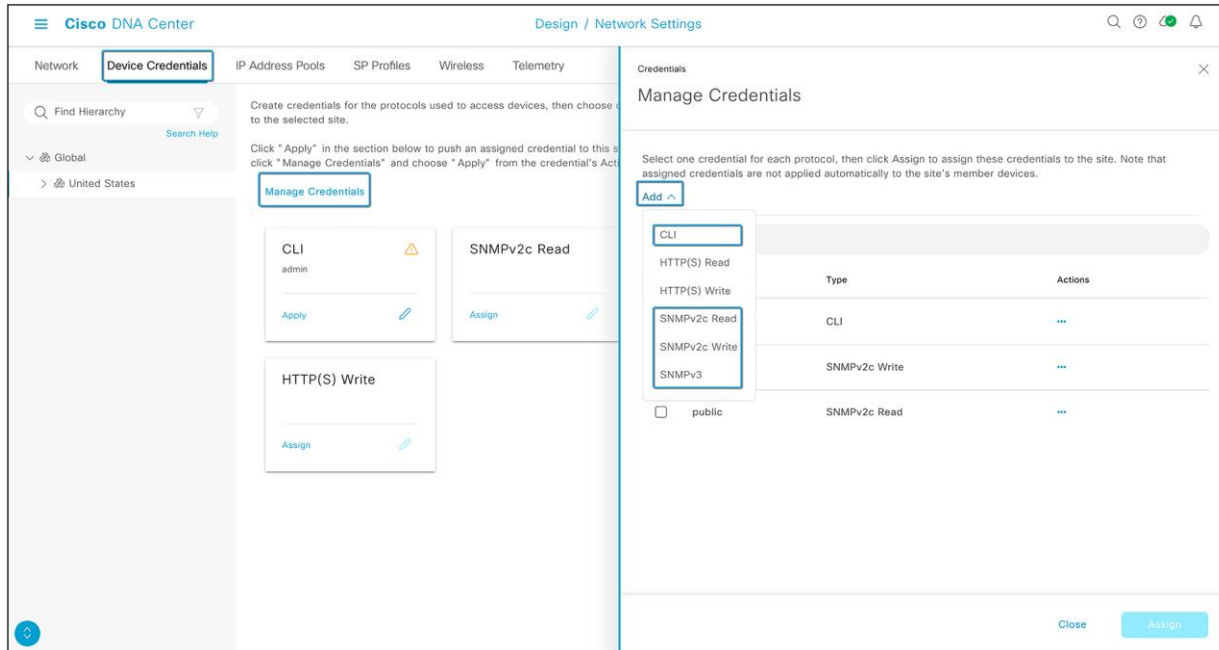 Cisco DNA Center
Design / Network Settings
Network
Device Credentials
IP Address Pools
SP Profiles
Wireless
Telemetry
Find Hierarchy
Search Help
Global
United States
Create credentials for the protocols used to access devices, then choose
to the selected site.
Click "Apply" in the section below to push an assigned credential to this s
click "Manage Credentials" and choose "Apply" from the credential's Acti
Manage Credentials
CLI
admin
Apply
SNMPv2c Read
Assign
HTTP(S) Write
Assign
Credentials
Manage Credentials
Select one credential for each protocol, then click Assign to assign these credentials to the site. Note that
assigned credentials are not applied automatically to the site's member devices.
Add
CLI
HTTP(S) Read
HTTP(S) Write
SNMPv2c Read
SNMPv2c Write
SNMPv3
Type
Actions
CLI
SNMPv2c Write
public
SNMPv2c Read
Close
Assign